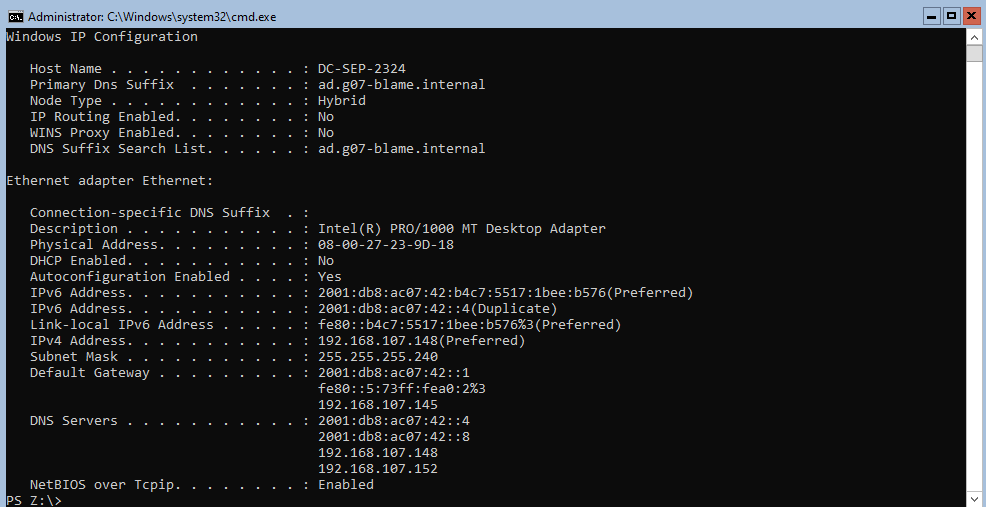 Administrator: C:\Windows\system32\cmd.exe
Windows IP Configuration
   Host Name . . . . . . . . . . . . : DC-SEP-2324
   Primary Dns Suffix  . . . . . . . : ad.g07-blame.internal
   Node Type . . . . . . . . . . . . : Hybrid
   IP Routing Enabled. . . . . . . . : No
   WINS Proxy Enabled. . . . . . . . : No
   DNS Suffix Search List. . . . . . : ad.g07-blame.internal
Ethernet adapter Ethernet:
   Connection-specific DNS Suffix  . :
   Description . . . . . . . . . . . : Intel(R) PRO/1000 MT Desktop Adapter
   Physical Address. . . . . . . . . : 08-00-27-23-9D-18
   DHCP Enabled. . . . . . . . . . . : No
   Autoconfiguration Enabled . . . . : Yes
   IPv6 Address. . . . . . . . . . . : 2001:db8:ac07:42:b4c7:5517:1bee:b576(Preferred)
   IPv6 Address. . . . . . . . . . . : 2001:db8:ac07:42::4(Duplicate)
   Link-local IPv6 Address . . . . . : fe80::b4c7:5517:1bee:b576%3(Preferred)
   IPv4 Address. . . . . . . . . . . : 192.168.107.148(Preferred)
   Subnet Mask . . . . . . . . . . . : 255.255.255.240
   Default Gateway . . . . . . . . . : 2001:db8:ac07:42::1
                                       fe80::5:73ff:fea0:2%3
                                       192.168.107.145
   DNS Servers . . . . . . . . . . . : 2001:db8:ac07:42::4
                                       2001:db8:ac07:42::8
                                       192.168.107.148
                                       192.168.107.152
   NetBIOS over Tcpip. . . . . . . . : Enabled
PS Z:\>